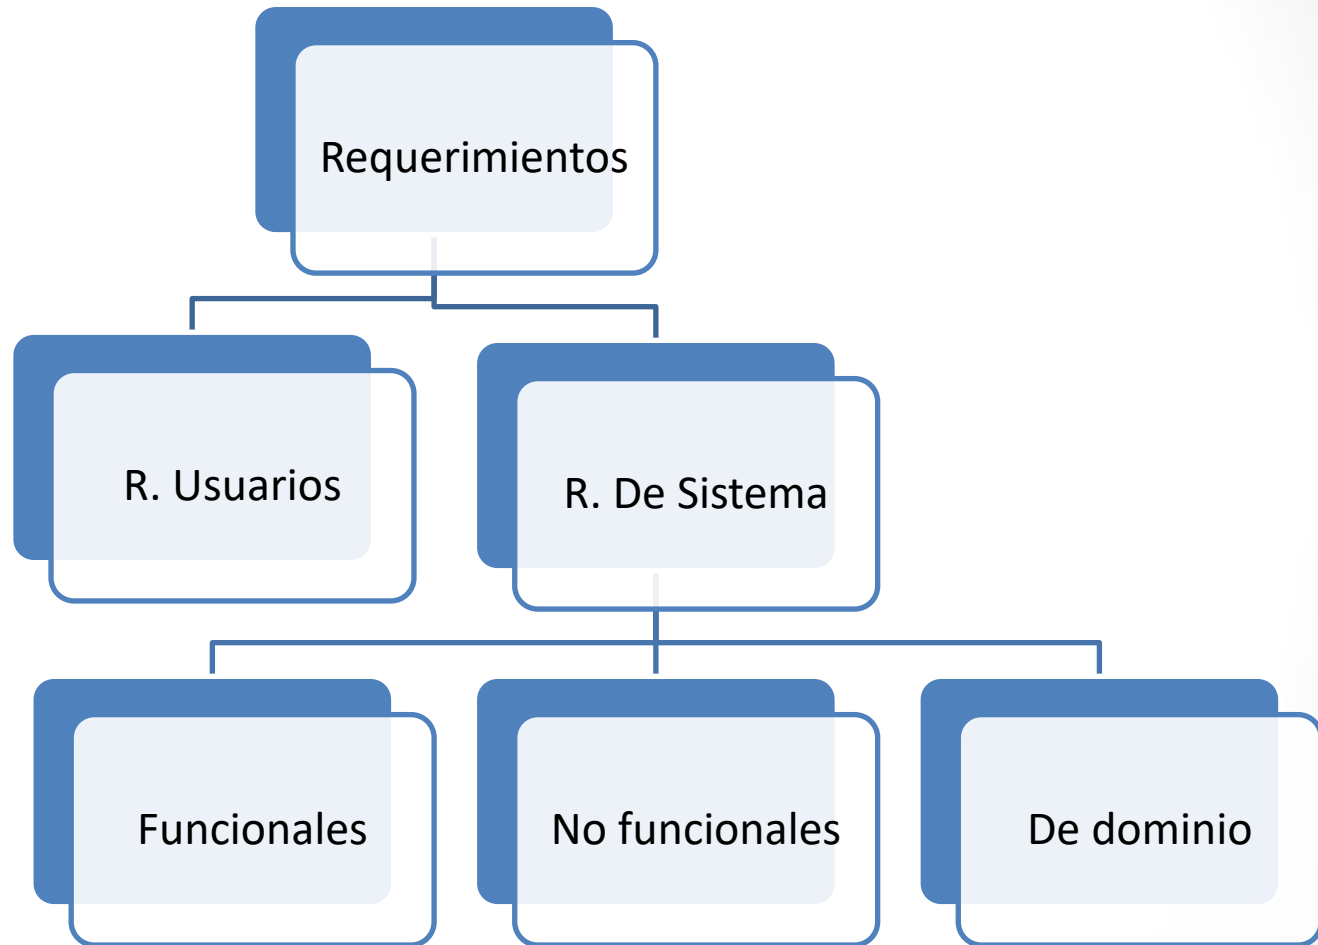 Requerimientos
R. Usuarios
R. De Sistema
Funcionales
No funcionales
De dominio